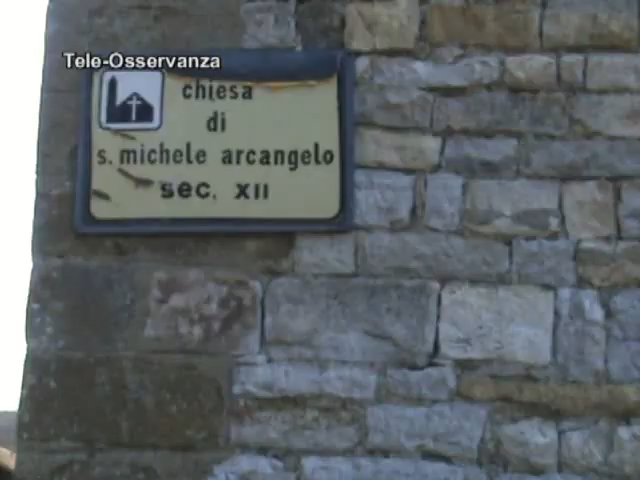 Tele-Osservanza
chiesa
di
s. michele arcangelo
sec. XII